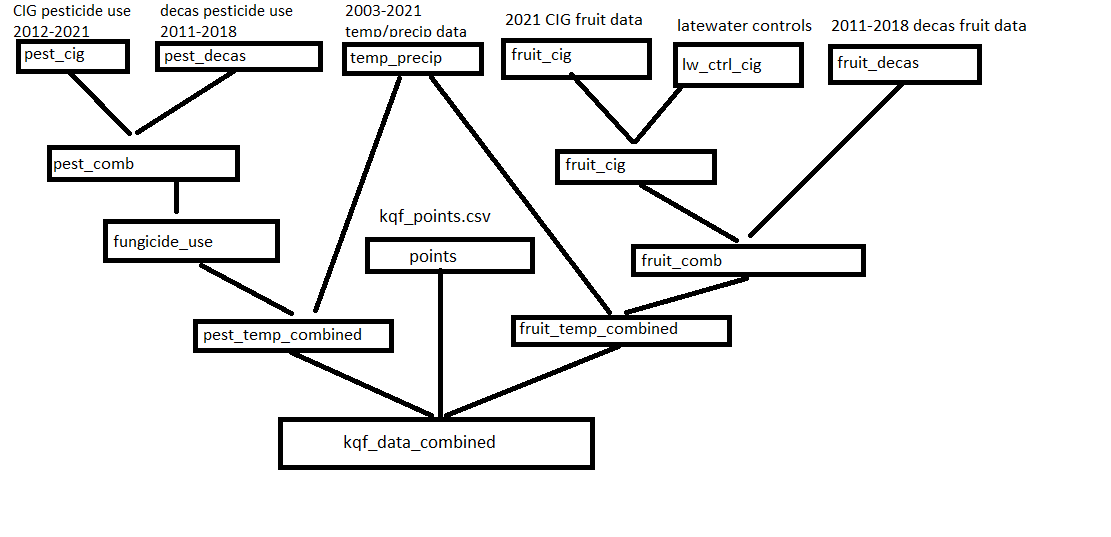 CIG pesticide use
2012-2021
decas pesticide use
2011-2018
2003-2021
temp/precip data
2021 CIG fruit data
latewater controls
2011-2018 decas fruit data
pest_cig
pest_decas
temp_precip
fruit_cig
lw_ctrl_cig
fruit_decas
pest_comb
fruit_cig
kqf_points.csv
fungicide_use
points
fruit_comb
pest_temp_combined
fruit_temp_combined
kqf_data_combined